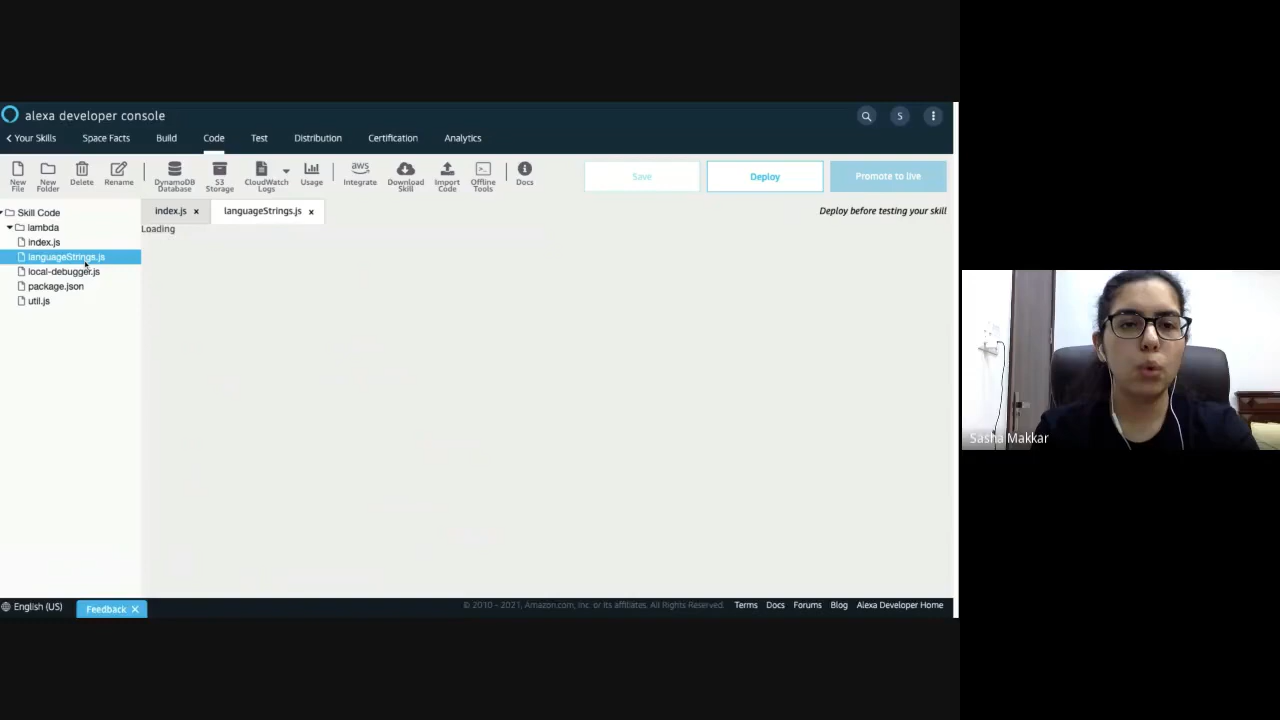 alexa developer console
S
Your Skills Space Facts Build Code Test Distribution Certification Analytics
New File New Folder Delete Rename DynamoDB Database S3 Storage CloudWatch Logs Usage aws Integrate Download Skill Import Code Offline Tools Docs Save Deploy Promote to live
Skill Code
index.js × languageStrings.js ×
Deploy before testing your skill
lambda
Loading
index.js
languageStrings.js
local-debugger.js
package.json
util.js
Sasha Makkar
English (US) Feedback ×
© 2010 - 2021, Amazon.com, Inc. or its affiliates. All Rights Reserved. Terms Docs Forums Blog Alexa Developer Home